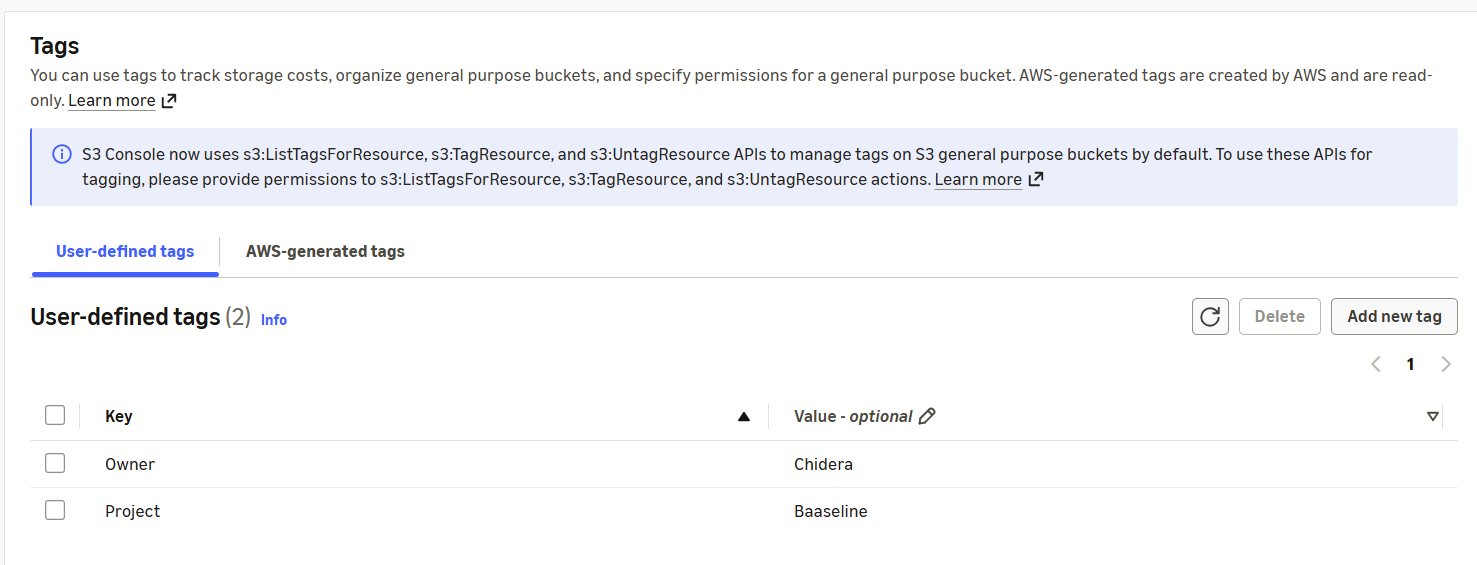 Tags
You can use tags to track storage costs, organize general purpose buckets, and specify permissions for a general purpose bucket. AWS-generated tags are created by AWS and are read-
only. Learn more
S3 Console now uses s3:ListTagsForResource, s3:TagResource, and s3:UntagResource APIs to manage tags on S3 general purpose buckets by default. To use these APIs for
tagging, please provide permissions to s3:ListTagsForResource, s3:TagResource, and s3:UntagResource actions. Learn more
User-defined tags AWS-generated tags
User-defined tags (2) Info Delete Add new tag
1
Key Value - optional
Owner Chidera
Project Baaseline